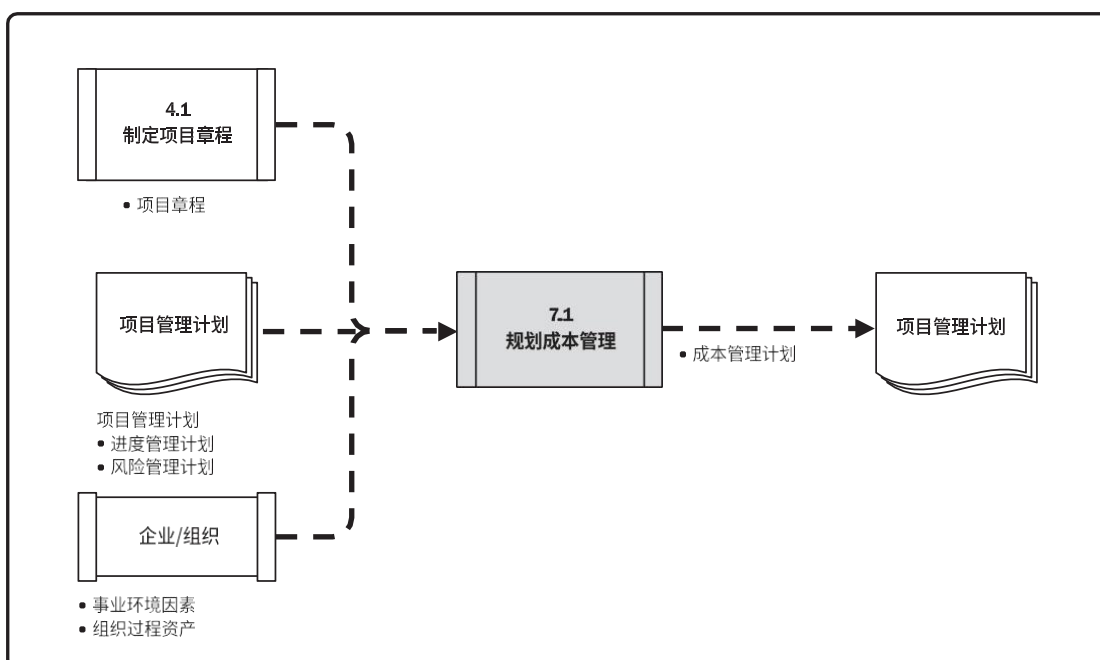 4.1
制定项目章程
• 项目章程
项目管理计划
项目管理计划
• 进度管理计划
• 风险管理计划
企业/组织
• 事业环境因素
• 组织过程资产
7.1
规划成本管理
• 成本管理计划
项目管理计划